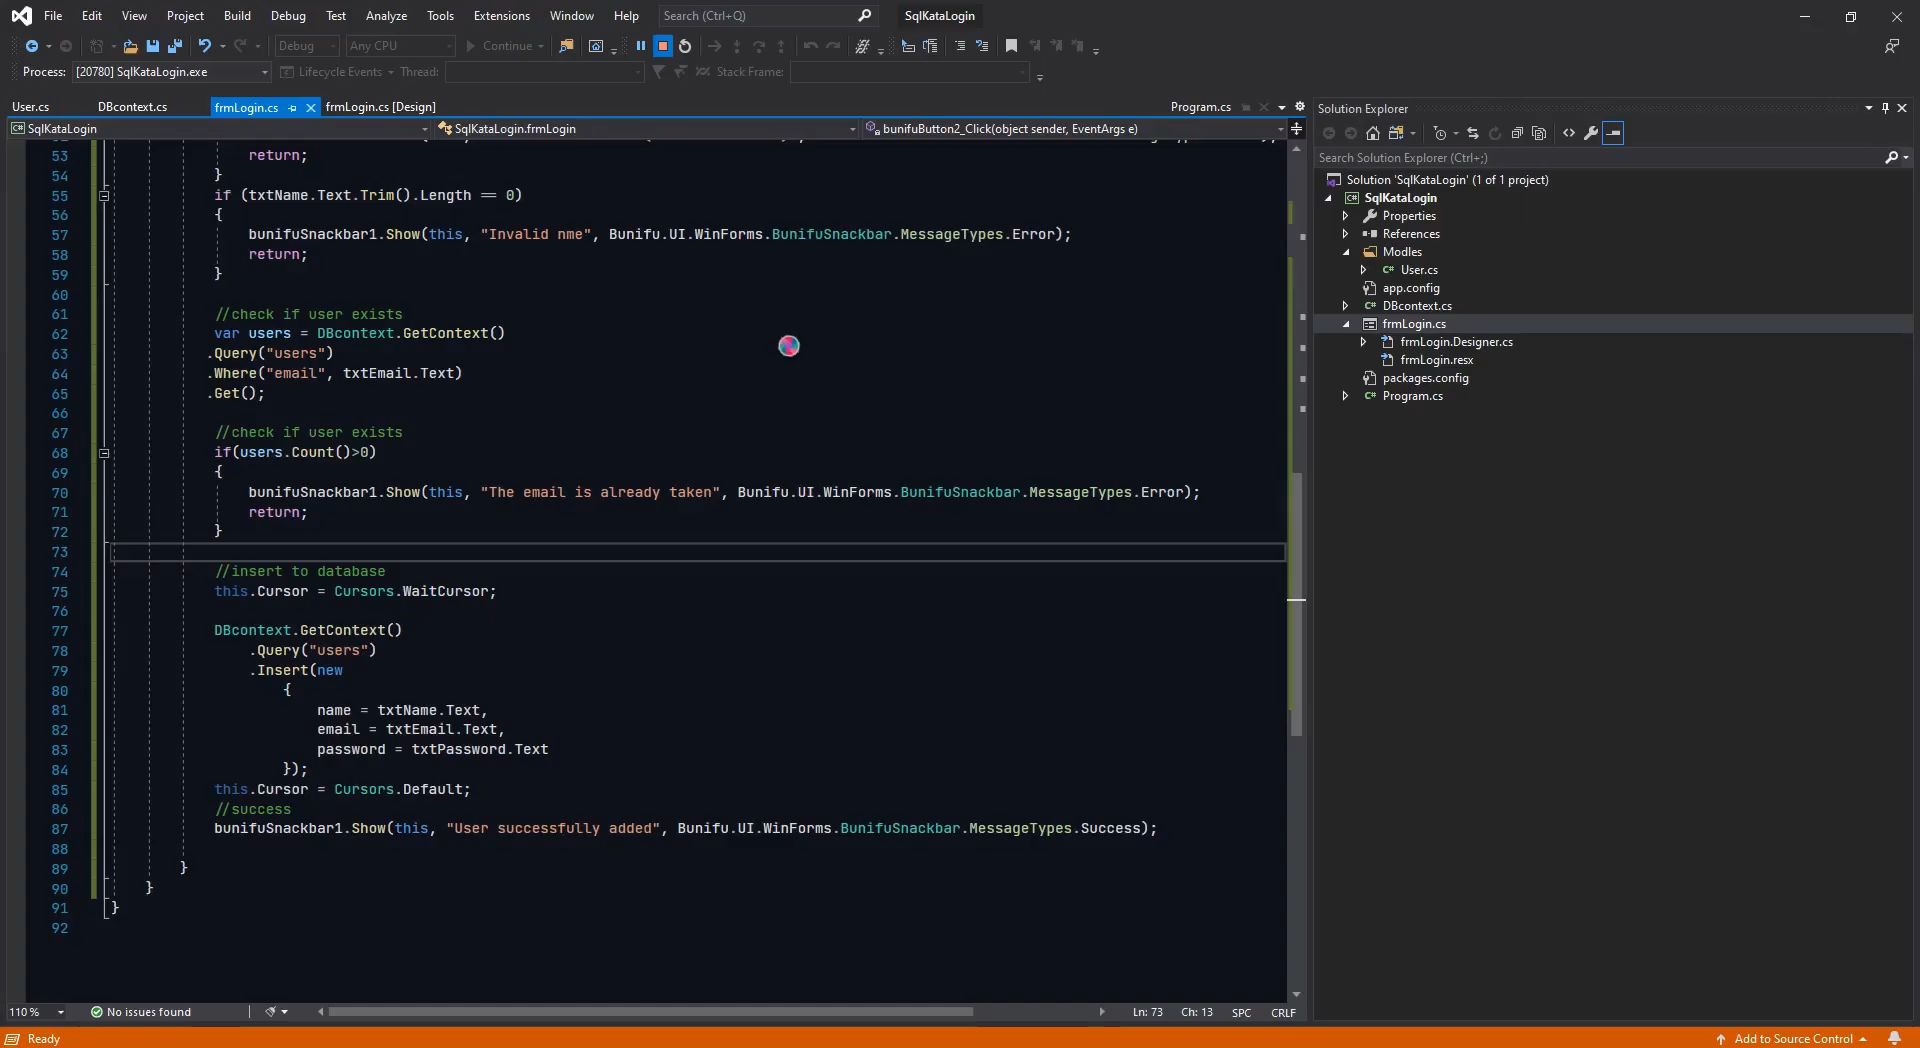 File Edit View Project Build Debug Test Analyze Tools Extensions Window Help Search (Ctrl+Q) SqlKataLogin
Debug Any CPU Continue
Process: [20780] SqlKataLogin.exe Lifecycle Events Thread: Stack Frame:
User.cs DBcontext.cs frmLogin.cs frmLogin.cs [Design] Program.cs
SqlKataLogin SqlKataLogin.frmLogin bunifuButton2_Click(object sender, EventArgs e)
53 return;
54 }
55 if (txtName.Text.Trim().Length == 0)
56 {
57 bunifuSnackbar1.Show(this, "Invalid nme", Bunifu.UI.WinForms.BunifuSnackbar.MessageTypes.Error);
58 return;
59 }
60
61 //check if user exists
62 var users = DBcontext.GetContext()
63 .Query("users")
64 .Where("email", txtEmail.Text)
65 .Get();
66
67 //check if user exists
68 if(users.Count()>0)
69 {
70 bunifuSnackbar1.Show(this, "The email is already taken", Bunifu.UI.WinForms.BunifuSnackbar.MessageTypes.Error);
71 return;
72 }
73
74 //insert to database
75 this.Cursor = Cursors.WaitCursor;
76
77 DBcontext.GetContext()
78 .Query("users")
79 .Insert(new
80 {
81 name = txtName.Text,
82 email = txtEmail.Text,
83 password = txtPassword.Text
84 });
85 this.Cursor = Cursors.Default;
86 //success
87 bunifuSnackbar1.Show(this, "User successfully added", Bunifu.UI.WinForms.BunifuSnackbar.MessageTypes.Success);
88
89 }
90 }
91 }
92
110 % No issues found Ln: 73 Ch: 13 SPC CRLF
Solution Explorer
Search Solution Explorer (Ctrl+;)
Solution 'SqlKataLogin' (1 of 1 project)
SqlKataLogin
Properties
References
Modles
User.cs
app.config
DBcontext.cs
frmLogin.cs
frmLogin.Designer.cs
frmLogin.resx
packages.config
Program.cs
Ready Add to Source Control